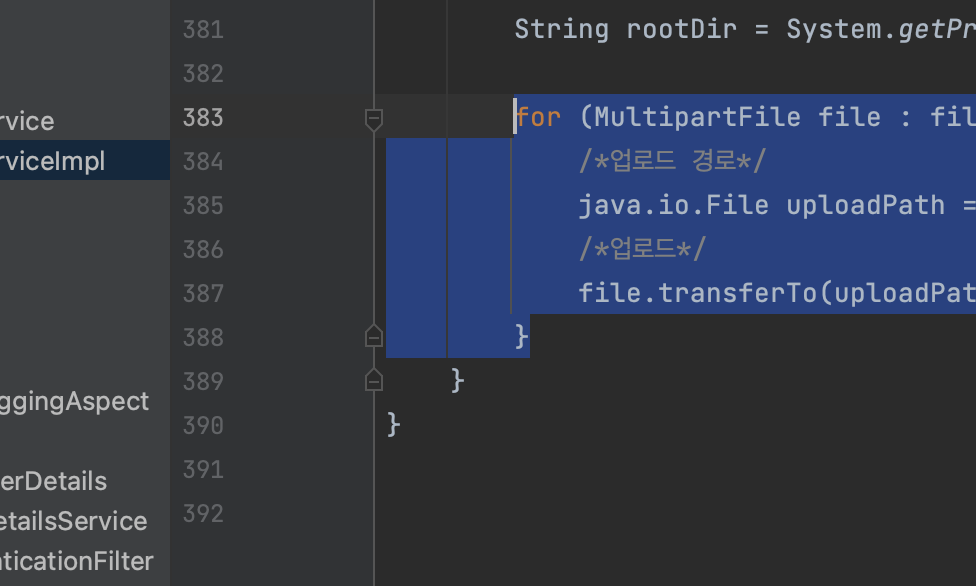 rvice
rviceImpl
ggingAspect
erDetails
etailsService
ticationFilter
381 String rootDir = System.getPr
382
383 for (MultipartFile file : fil
384 /*업로드 경로*/
385 java.io.File uploadPath =
386 /*업로드*/
387 file.transferTo(uploadPat
388 }
389 }
390 }
391
392